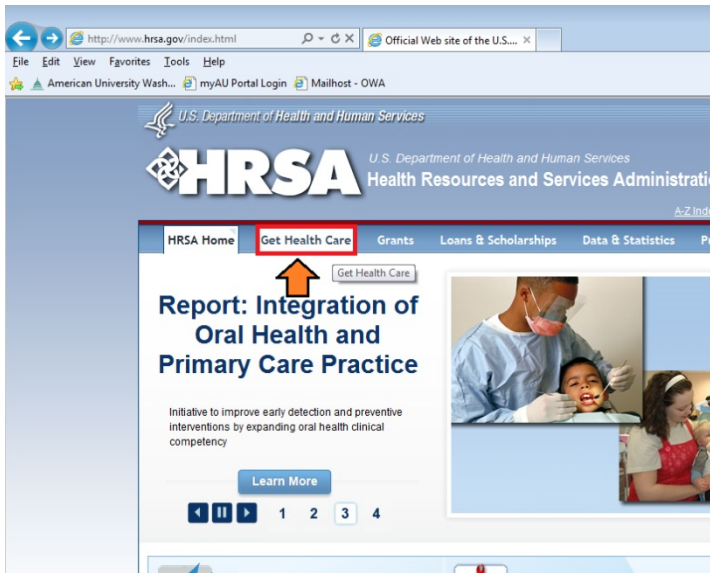 http://www.hrsa.gov/index.html
Official Web site of the U.S.... ×
File Edit View Favorites Tools Help
American University Wash... myAU Portal Login Mailhost - OWA
U.S. Department of Health and Human Services
HRSA
U.S. Department of Health and Human Services
Health Resources and Services Administratio
A-Z Inde
HRSA Home Get Health Care Grants Loans & Scholarships Data & Statistics
Get Health Care
Report: Integration of
Oral Health and
Primary Care Practice
Initiative to improve early detection and preventive
interventions by expanding oral health clinical
competency
Learn More
1 2 3 4